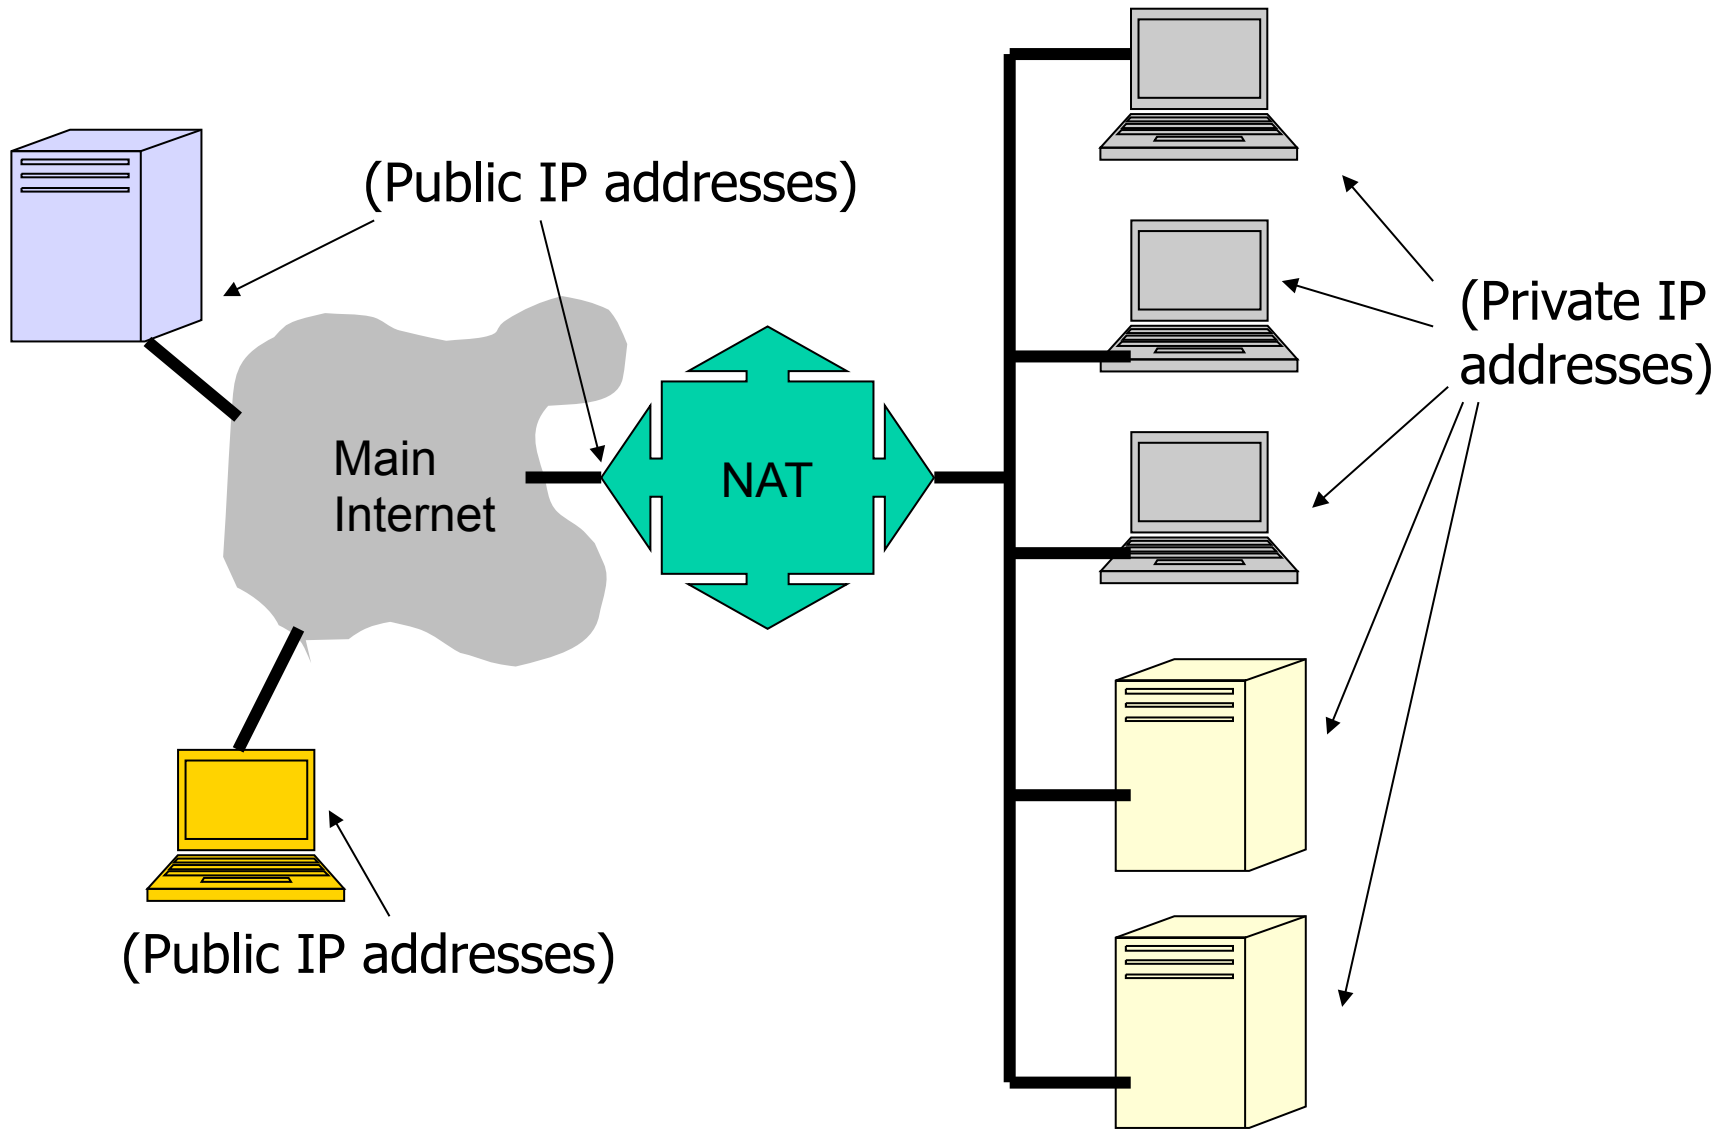 (Public IP addresses)
(Private IP
addresses)
Main
Internet
NAT
(Public IP addresses)